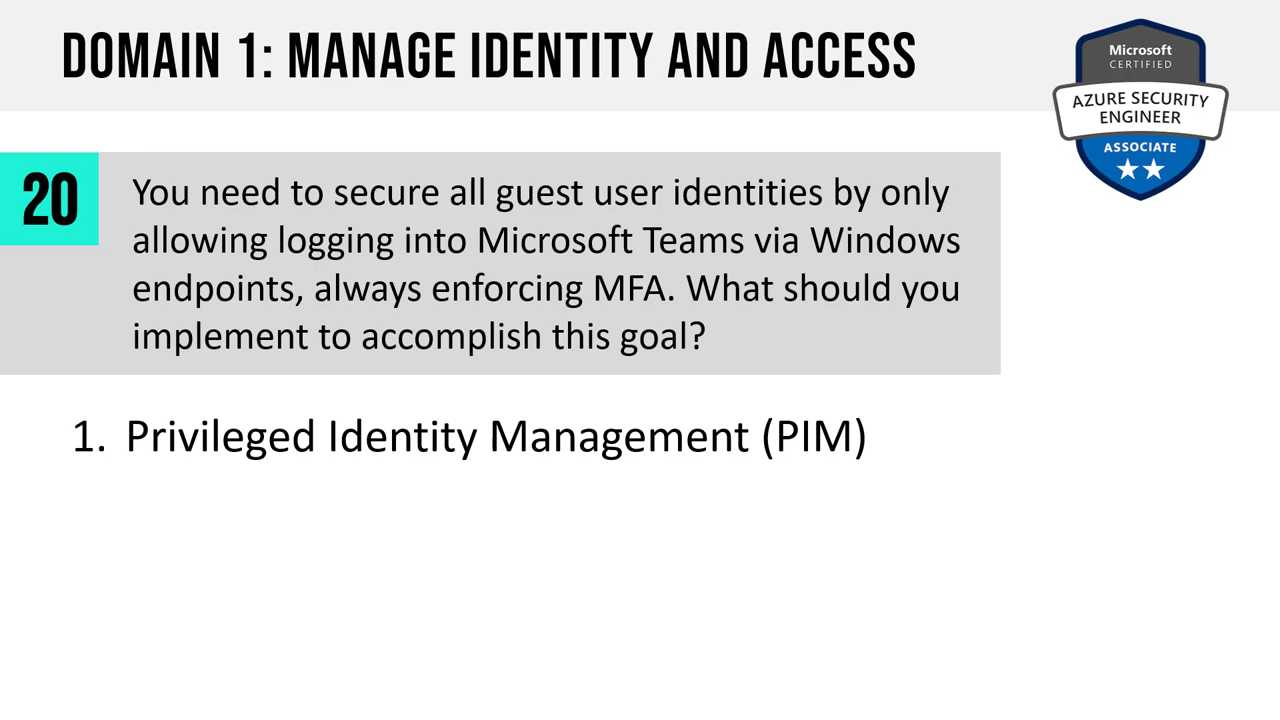 DOMAIN 1: MANAGE IDENTITY AND ACCESS
Microsoft
CERTIFIED
AZURE SECURITY
ENGINEER
ASSOCIATE
20
You need to secure all guest user identities by only
allowing logging into Microsoft Teams via Windows
endpoints, always enforcing MFA. What should you
implement to accomplish this goal?
1. Privileged Identity Management (PIM)